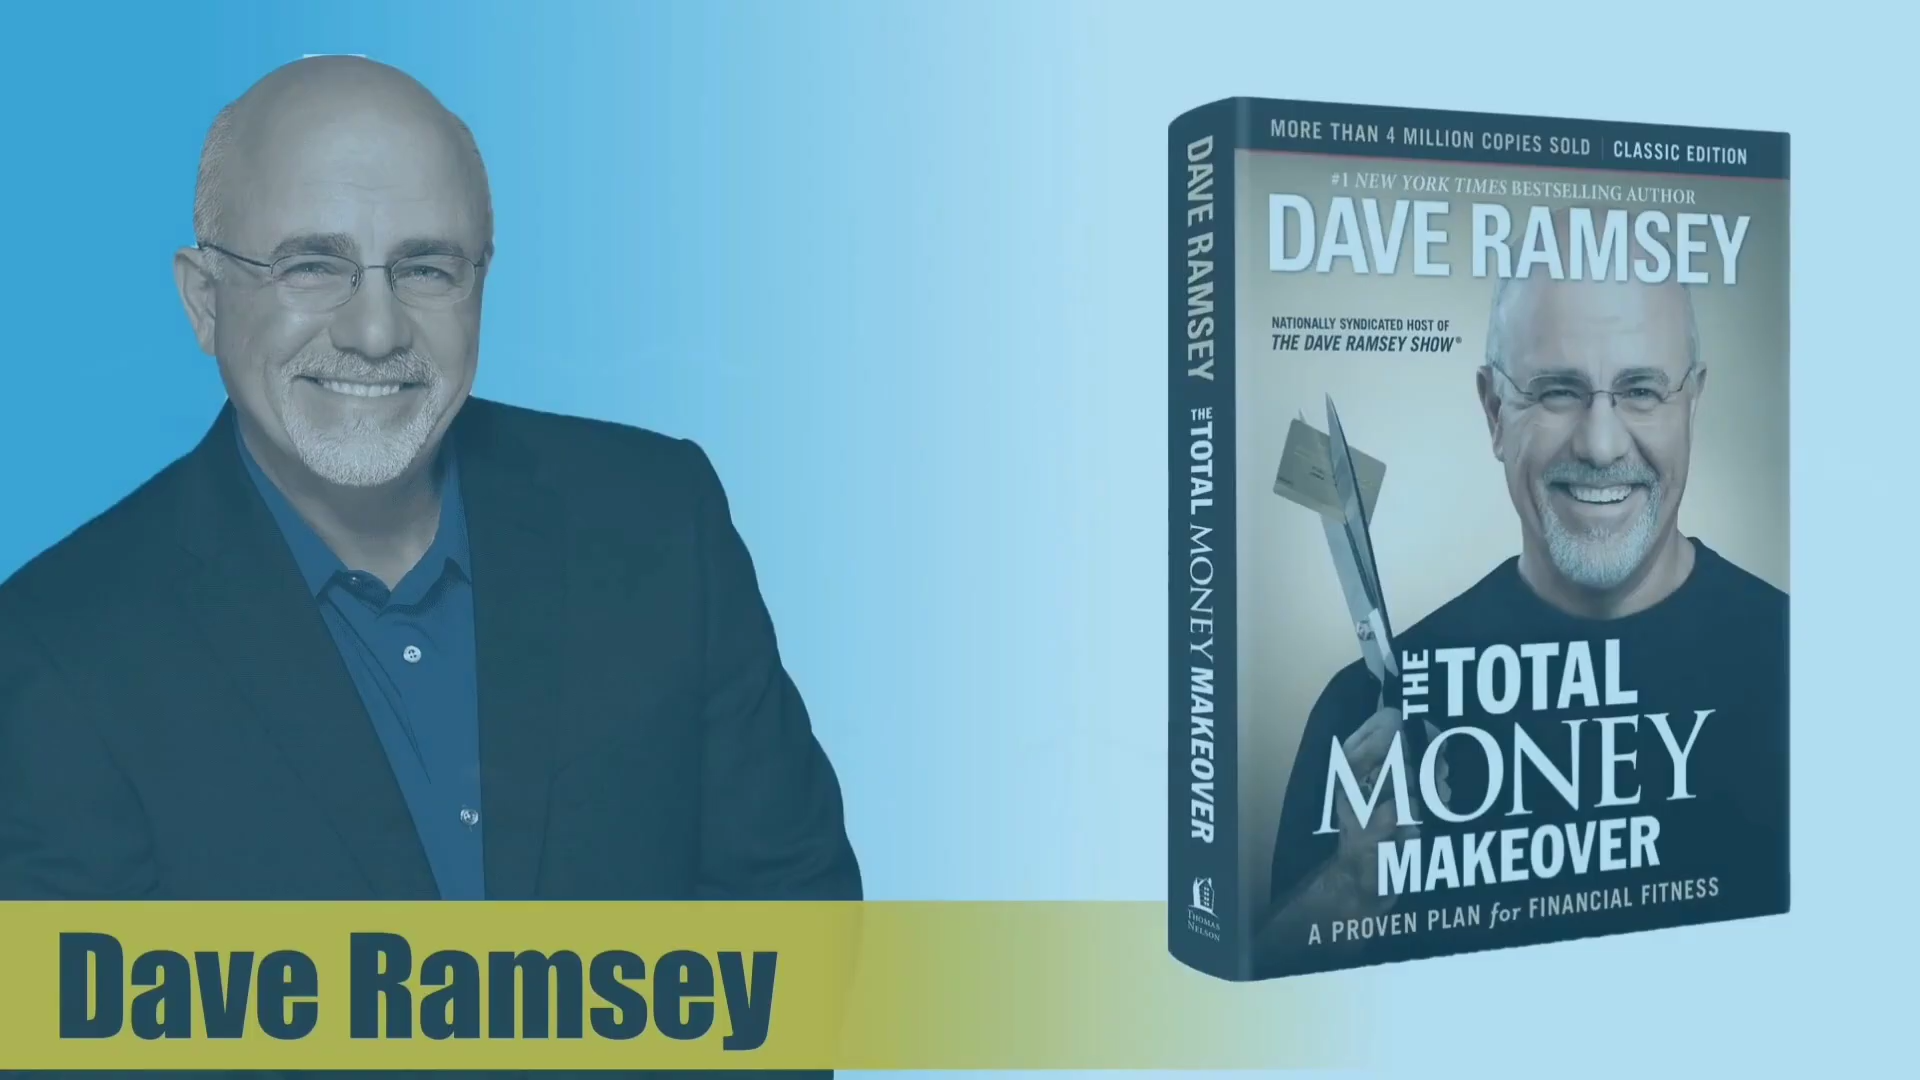 MORE THAN 4 MILLION COPIES SOLD | CLASSIC EDITION
#1 NEW YORK TIMES BESTSELLING AUTHOR
DAVE RAMSEY
NATIONALLY SYNDICATED HOST OF
THE DAVE RAMSEY SHOW®
THE TOTAL
MONEY
MAKEOVER
A PROVEN PLAN for FINANCIAL FITNESS
DAVE RAMSEY THE TOTAL MONEY MAKEOVER
THOMAS
NELSON
Dave Ramsey